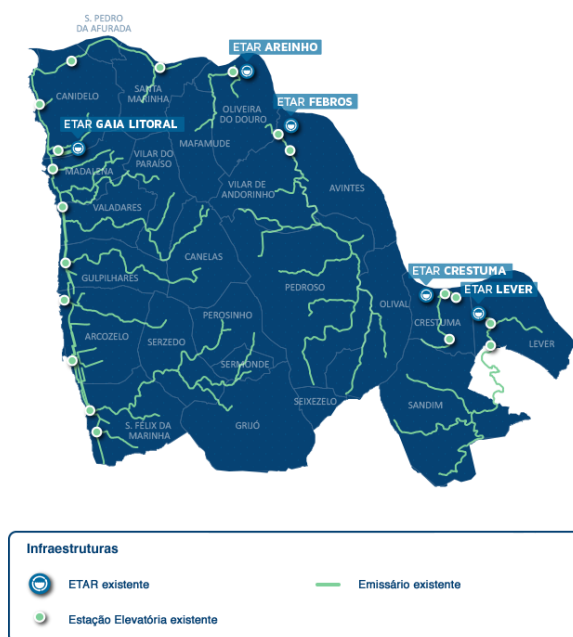 S. PEDRO
DA AFURADA
ETAR AREINHO
CANIDELO
SANTA
MARINHA
OLIVEIRA
DO DOURO
ETAR FEBROS
ETAR GAIA LITORAL
MAFAMUDE
VILAR DO
PARAÍSO
MADALENA
VILAR DE
ANDORINHO
AVINTES
VALADARES
CANELAS
GULPILHARES
PEDROSO
OLIVAL
ETAR CRESTUMA
ETAR LEVER
CRESTUMA
LEVER
PEROSINHO
ARCOZELO
SERZEDO
SERMONDE
SEIXEZELO
SANDIM
S. FÉLIX DA
MARINHA
GRIJÓ
Infraestruturas
ETAR existente
Emissário existente
Estação Elevatória existente